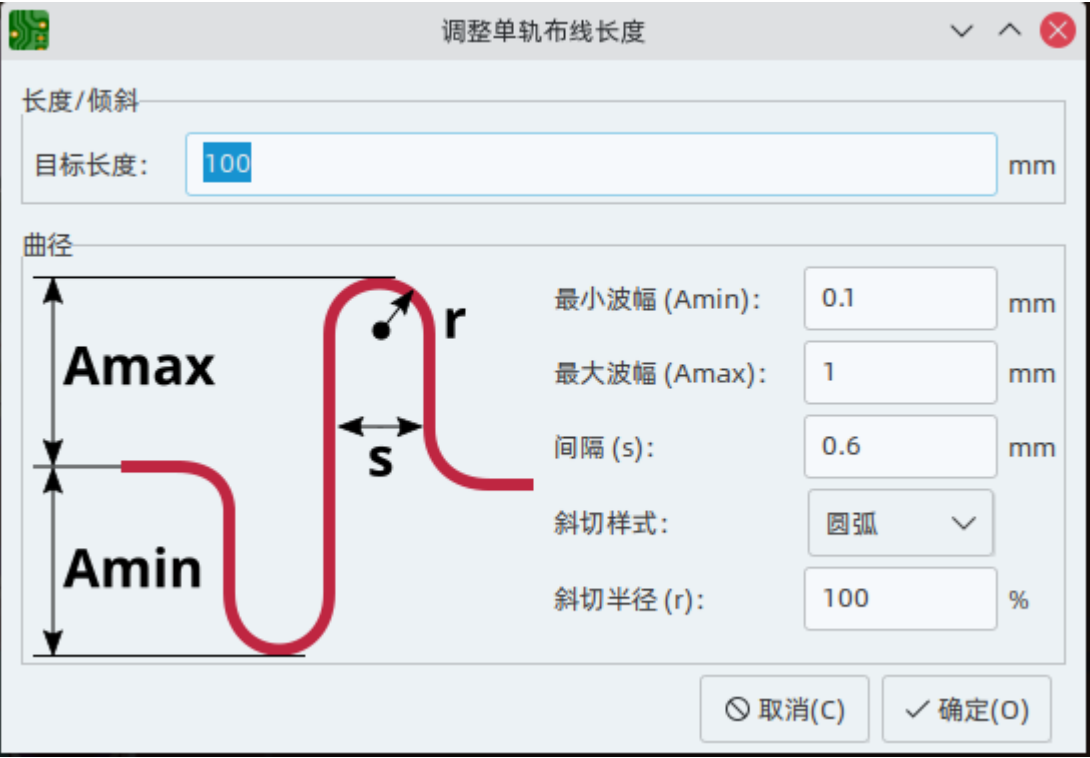 调整单轨布线长度
长度/倾斜
目标长度: 100 mm
曲径
Amax
r
s
Amin
最小波幅 (Amin): 0.1 mm
最大波幅 (Amax): 1 mm
间隔 (s): 0.6 mm
斜切样式: 圆弧
斜切半径 (r): 100 %
取消(C) 确定(O)